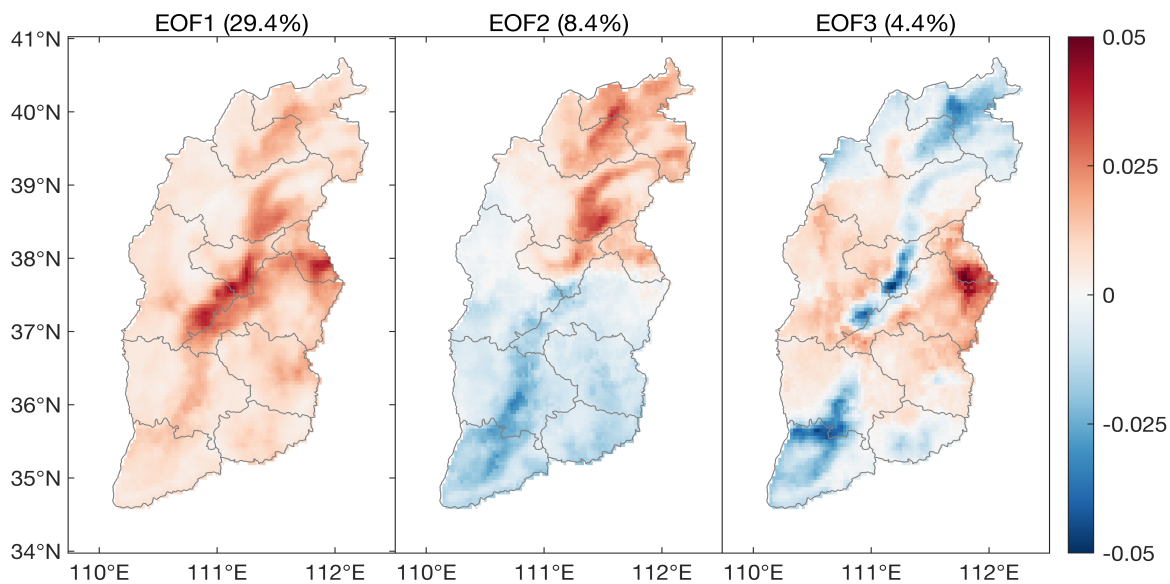 EOF1 (29.4%) EOF2 (8.4%) EOF3 (4.4%)
41°N
40°N
39°N
38°N
37°N
36°N
35°N
34°N
110°E 111°E 112°E 110°E 111°E 112°E 110°E 111°E 112°E
0.05
0.025
0
-0.025
-0.05